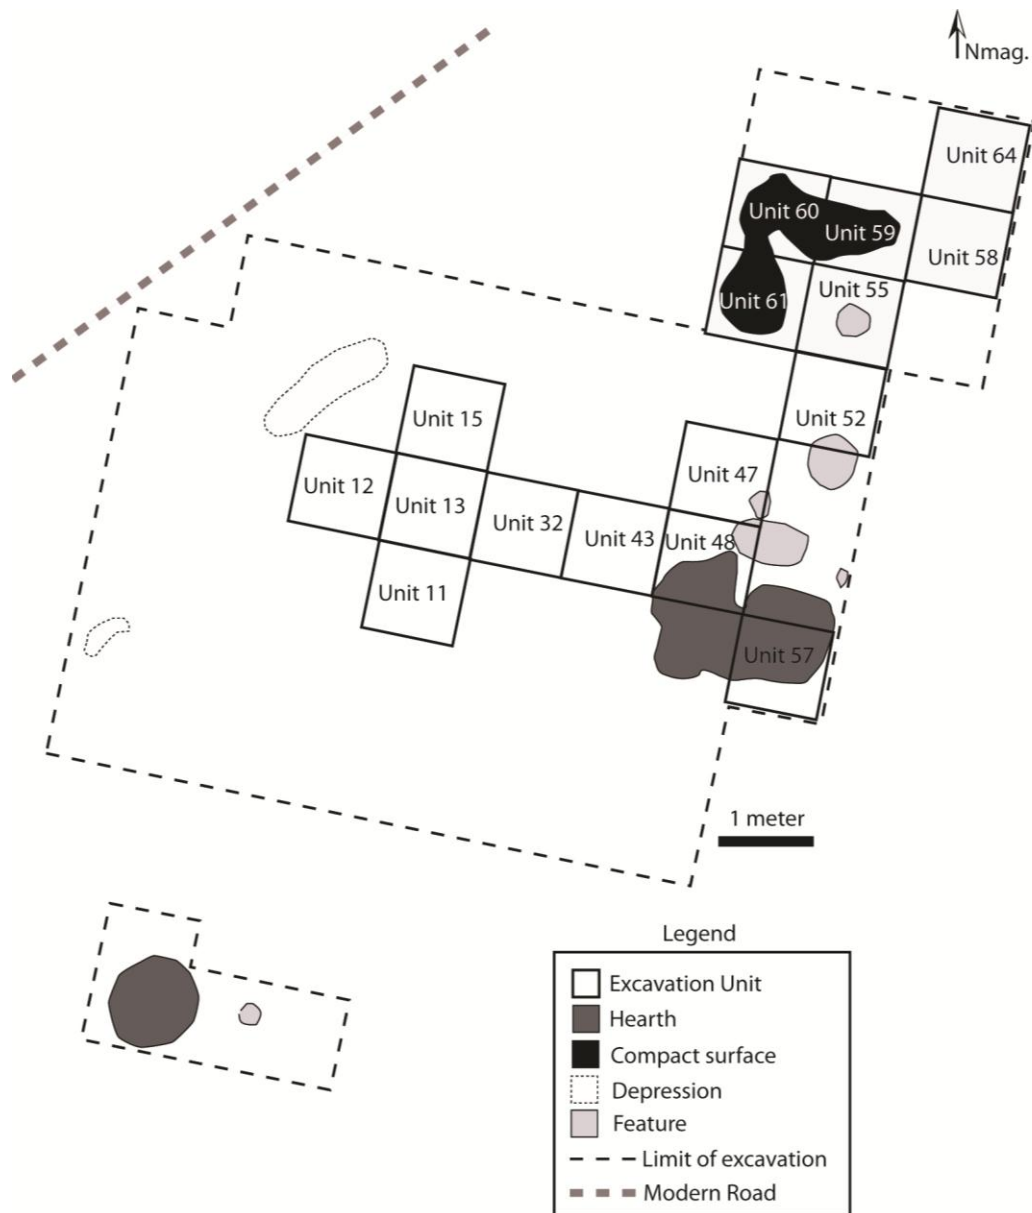 Nmag.
Unit 64
Unit 60
Unit 59
Unit 58
Unit 61
Unit 55
Unit 15
Unit 52
Unit 12
Unit 13
Unit 47
Unit 32
Unit 43
Unit 48
Unit 11
Unit 57
1 meter
Legend
Excavation Unit
Hearth
Compact surface
Depression
Feature
Limit of excavation
Modern Road